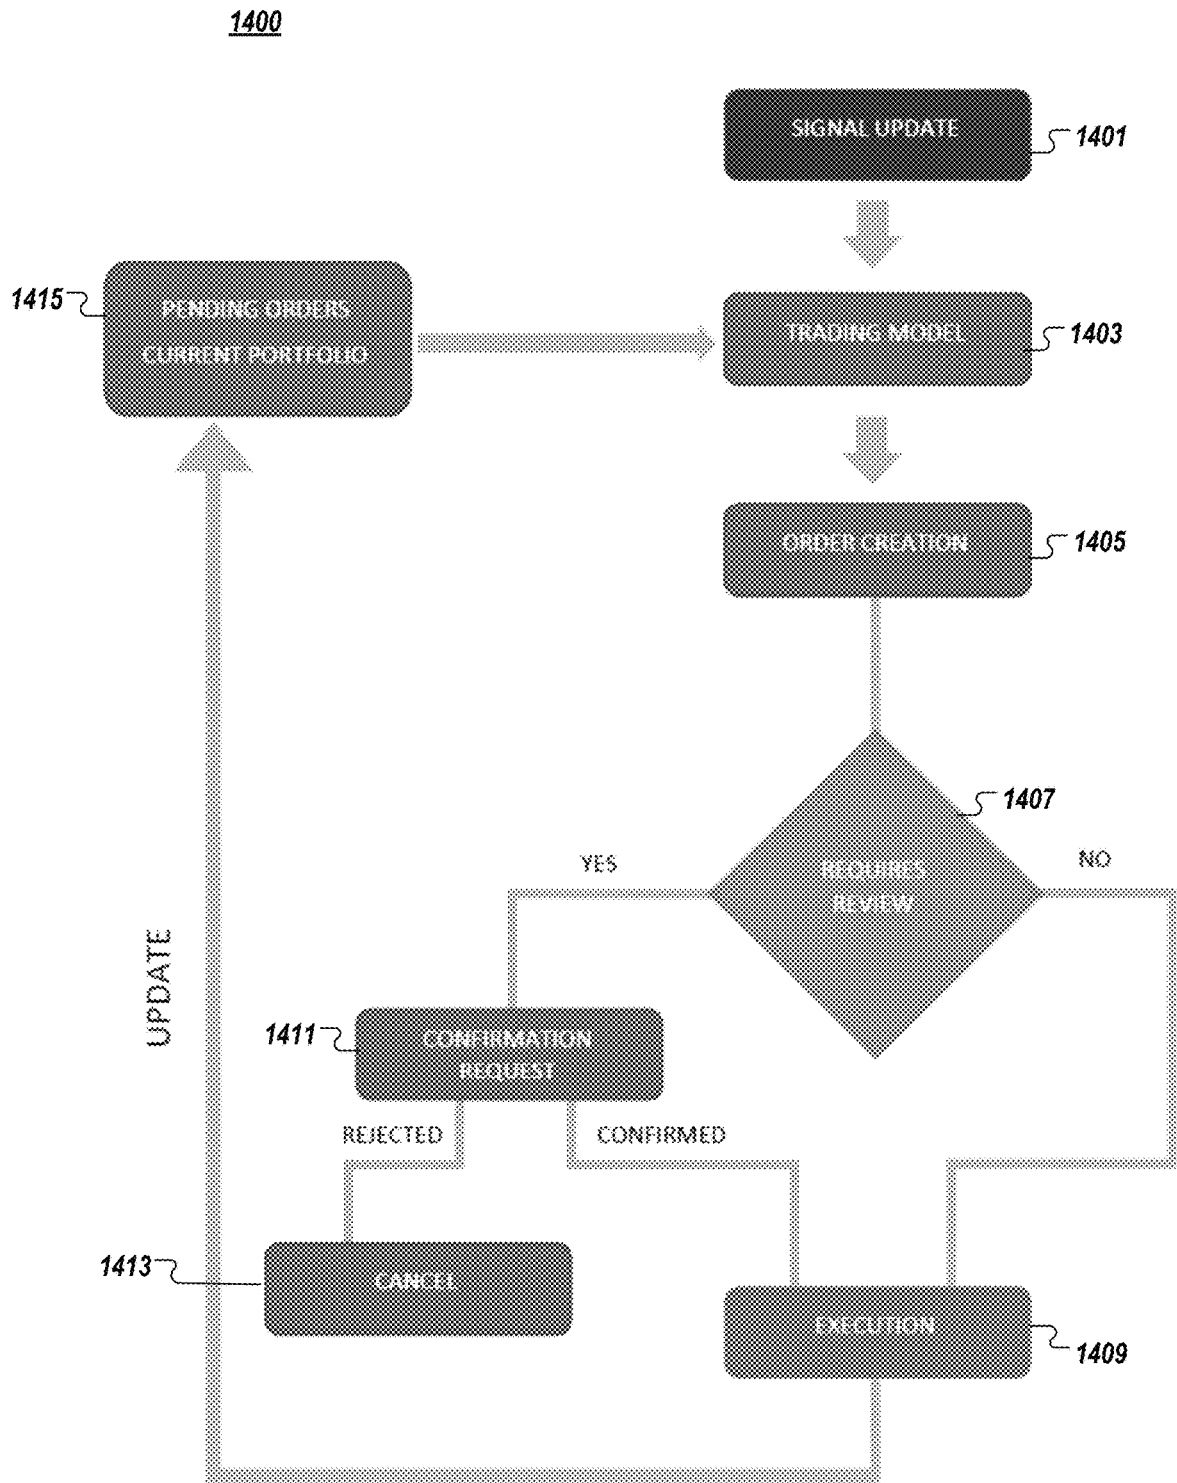 1400
SIGNAL UPDATE
1401
1415
PENDING ORDERS
CURRENT PORTFOLIO
TRADING MODEL
1403
ORDER CREATION
1405
1407
REQUIRES
REVIEW
YES
NO
UPDATE
1411
CONFIRMATION
REQUEST
REJECTED
CONFIRMED
1413
CANCEL
EXECUTION
1409